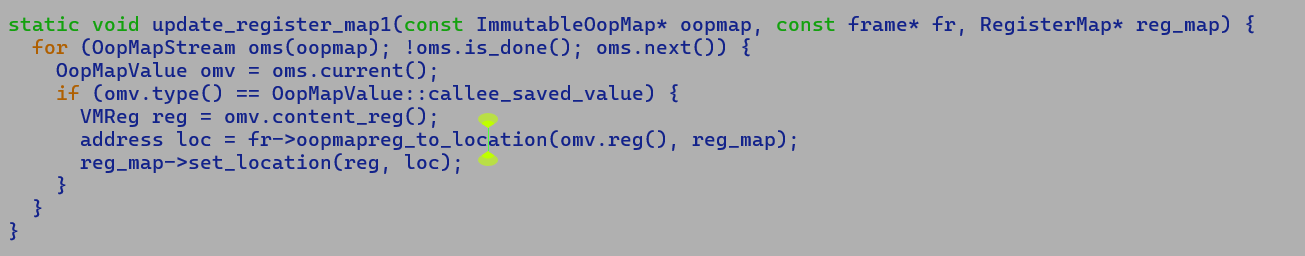 static void update_register_map1(const ImmutableOopMap* oopmap, const frame* fr, RegisterMap* reg_map) {
  for (OopMapStream oms(oopmap); !oms.is_done(); oms.next()) {
    OopMapValue omv = oms.current();
    if (omv.type() == OopMapValue::callee_saved_value) {
      VMReg reg = omv.content_reg();
      address loc = fr->oopmapreg_to_location(omv.reg(), reg_map);
      reg_map->set_location(reg, loc);
    }
  }
}